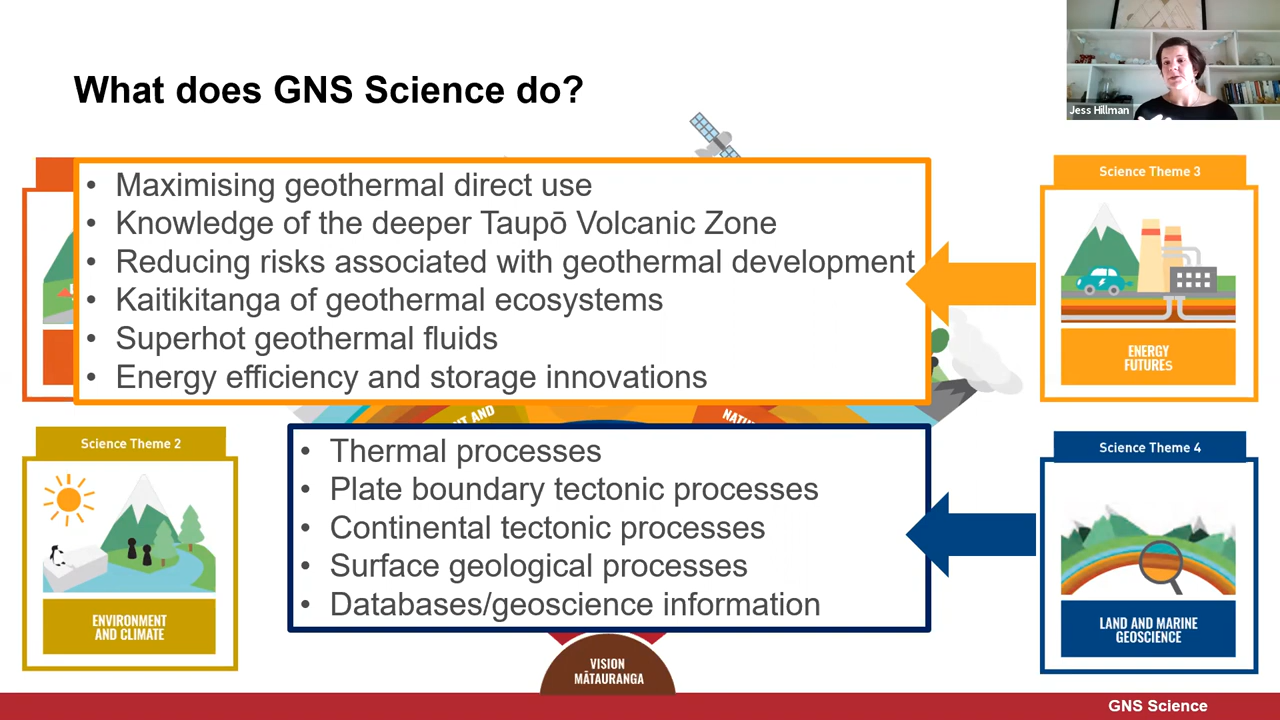 What does GNS Science do?
Jess Hillman
• Maximising geothermal direct use
• Knowledge of the deeper Taupō Volcanic Zone
• Reducing risks associated with geothermal development
• Kaitikitanga of geothermal ecosystems
• Superhot geothermal fluids
• Energy efficiency and storage innovations
Science Theme 3
ENERGY
FUTURES
Science Theme 2
ENVIRONMENT
AND CLIMATE
• Thermal processes
• Plate boundary tectonic processes
• Continental tectonic processes
• Surface geological processes
• Databases/geoscience information
Science Theme 4
LAND AND MARINE
GEOSCIENCE
VISION
MĀTAURANGA
GNS Science